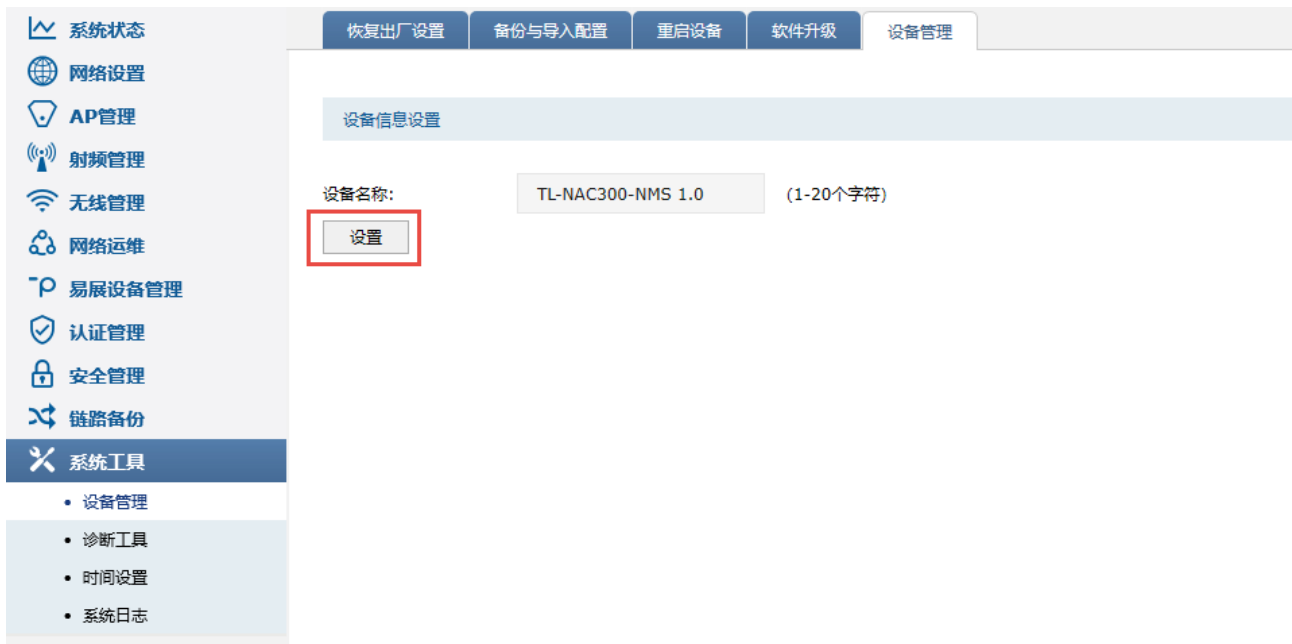 系统状态
网络设置
AP管理
射频管理
无线管理
网络运维
易展设备管理
认证管理
安全管理
链路备份
系统工具
• 设备管理
• 诊断工具
• 时间设置
• 系统日志
恢复出厂设置 备份与导入配置 重启设备 软件升级 设备管理
设备信息设置
设备名称: TL-NAC300-NMS 1.0 (1-20个字符)
设置